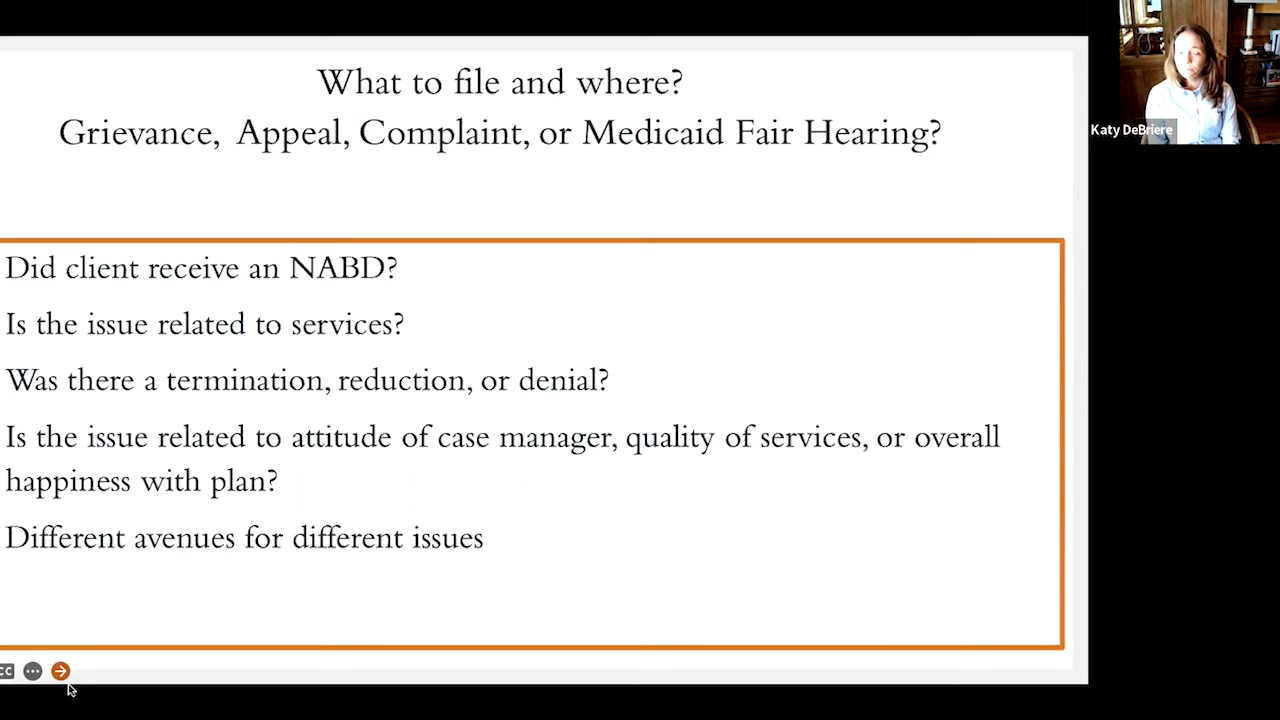 What to file and where?
Grievance, Appeal, Complaint, or Medicaid Fair Hearing?
Did client receive an NABD?
Is the issue related to services?
Was there a termination, reduction, or denial?
Is the issue related to attitude of case manager, quality of services, or overall
happiness with plan?
Different avenues for different issues
CC
Katy DeBriere